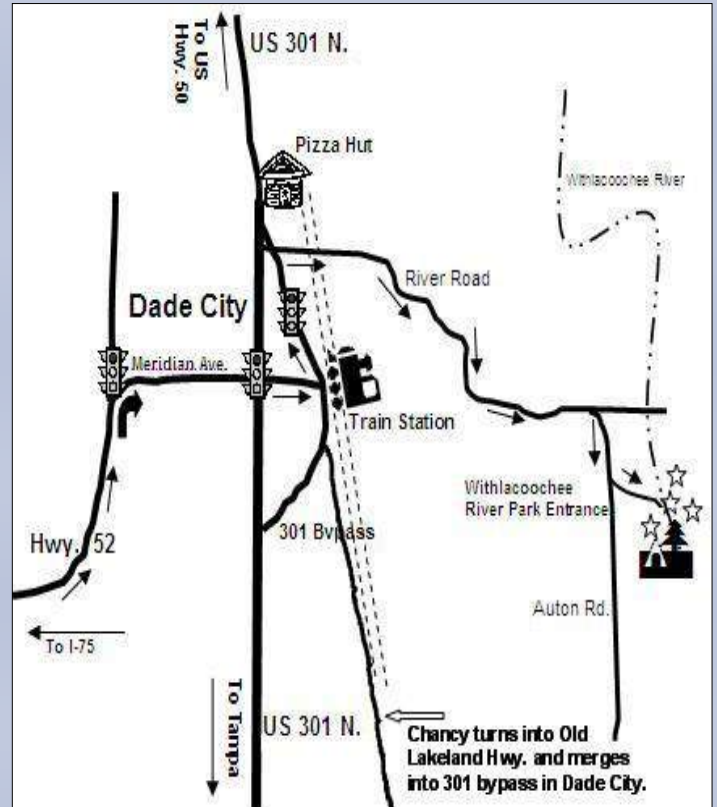 To US
Hwy. 50
US 301 N.
Pizza Hut
Withlacoochee River
River Road
Dade City
Meridian Ave.
Train Station
Withlacoochee
River Park Entrance
301 Bypass
Hwy. 52
Auton Rd.
To I-75
To Tampa
US 301 N.
Chancy turns into Old
Lakeland Hwy. and merges
into 301 bypass in Dade City.